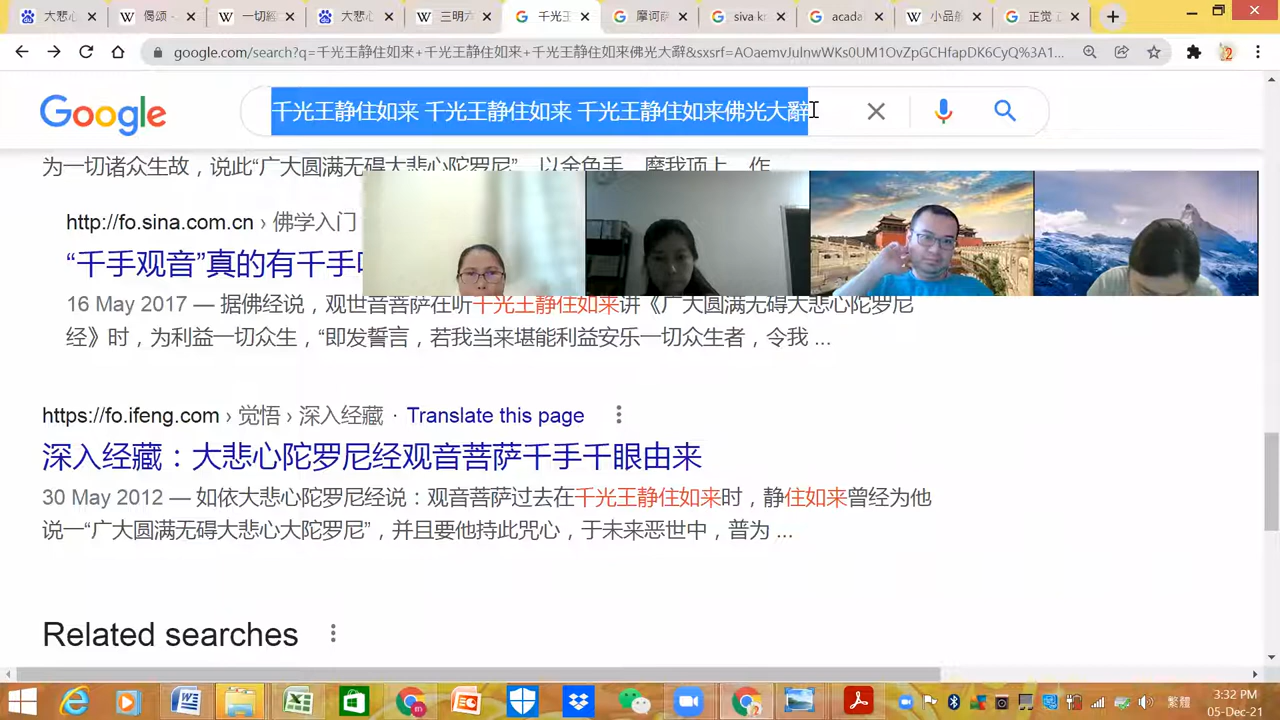 大悲心
偈頌 -
一切經
大悲心
三明六
千光王
摩诃萨
siva k
acada
小品般
正觉 正
google.com/search?q=千光王静住如来+千光王静住如来+千光王静住如来佛光大辭&sxsrf=AOaemvJulnwWKs0UM1OvZpGCHfapDK6CyQ%3A1...
Google
千光王静住如来 千光王静住如来 千光王静住如来佛光大辭
为一切诸众生故，说此“广大圆满无碍大悲心陀罗尼”，以金色手，摩我顶上，作
http://fo.sina.com.cn › 佛学入门
“千手观音”真的有千手
16 May 2017 — 据佛经说，观世音菩萨在听千光王静住如来讲《广大圆满无碍大悲心陀罗尼
经》时，为利益一切众生，“即发誓言，若我当来堪能利益安乐一切众生者，令我 ...
https://fo.ifeng.com › 觉悟 › 深入经藏 · Translate this page
深入经藏：大悲心陀罗尼经观音菩萨千手千眼由来
30 May 2012 — 如依大悲心陀罗尼经说：观音菩萨过去在千光王静住如来时，静住如来曾经为他
说一“广大圆满无碍大悲心大陀罗尼”，并且要他持此咒心，于未来恶世中，普为 ...
Related searches
3:32 PM
繁體
05-Dec-21